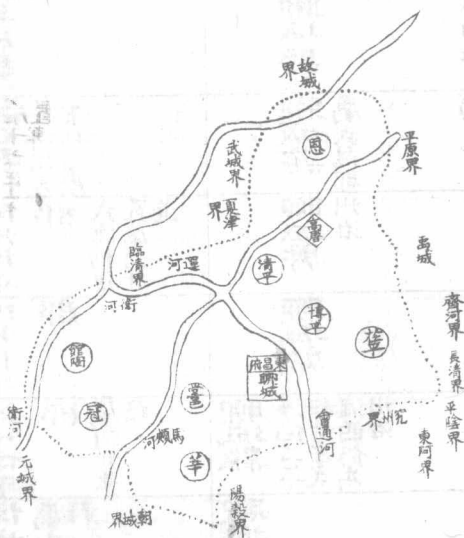 故城界
恩
武城界
平原界
夏津界
高唐
禹城
臨清界
運河
清平
衛河
博平
茌平
齊河界
長清界
館陶
東昌府
聊城
堂邑
平陰界
冠
兖州界
東阿界
會通河
衛河
馬頰河
元城界
莘
陽穀界
朝城界